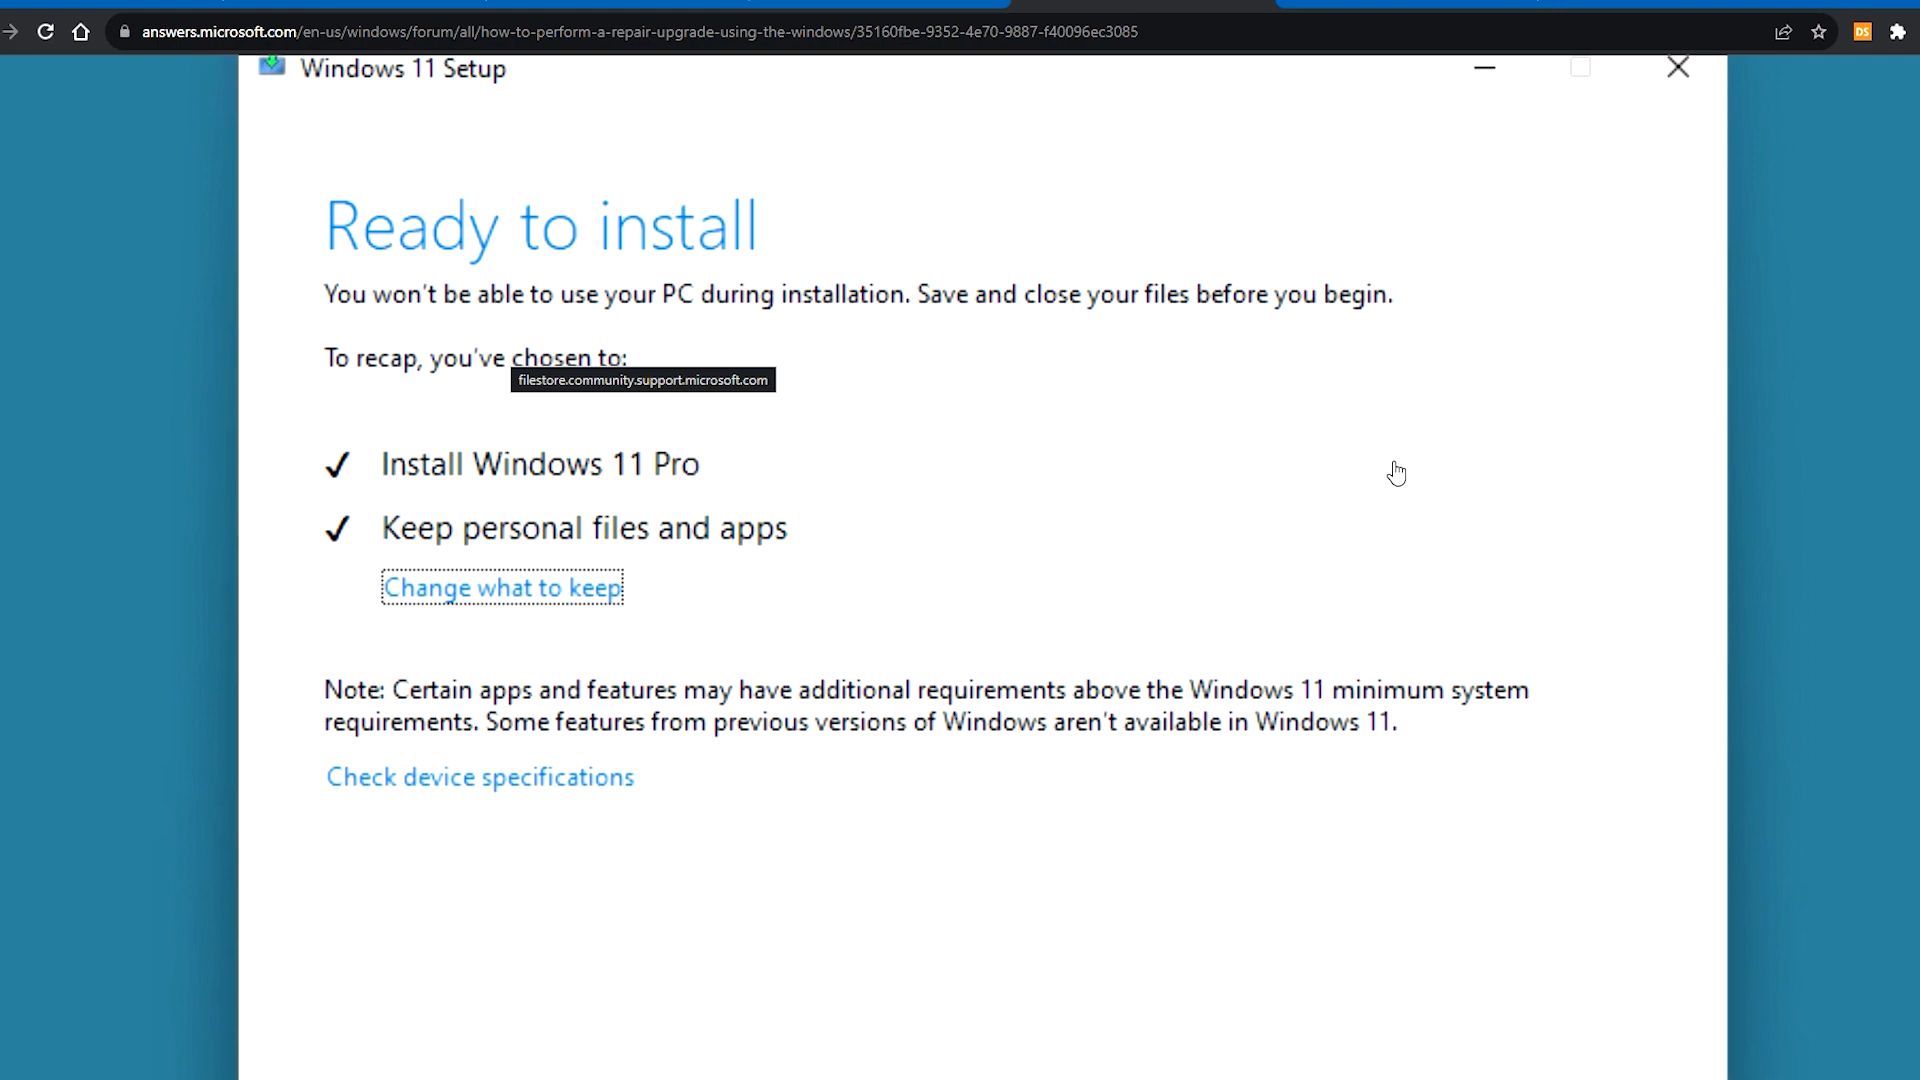 answers.microsoft.com/en-us/windows/forum/all/how-to-perform-a-repair-upgrade-using-the-windows/35160fbe-9352-4e70-9887-f40096ec3085
DS
Windows 11 Setup
Ready to install
You won't be able to use your PC during installation. Save and close your files before you begin.
To recap, you've chosen to:
filestore.community.support.microsoft.com
✓ Install Windows 11 Pro
✓ Keep personal files and apps
Change what to keep
Note: Certain apps and features may have additional requirements above the Windows 11 minimum system
requirements. Some features from previous versions of Windows aren't available in Windows 11.
Check device specifications